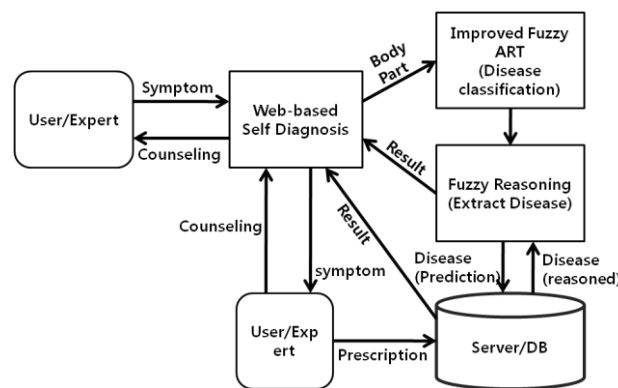 Improved Fuzzy
ART
(Disease
classification)
Body
Part
Symptom
User/Expert
Web-based
Self Diagnosis
Counseling
Result
Fuzzy Reasoning
(Extract Disease)
Counseling
Result
symptom
Disease
(Prediction)
Disease
(reasoned)
User/Exp
ert
Prescription
Server/DB